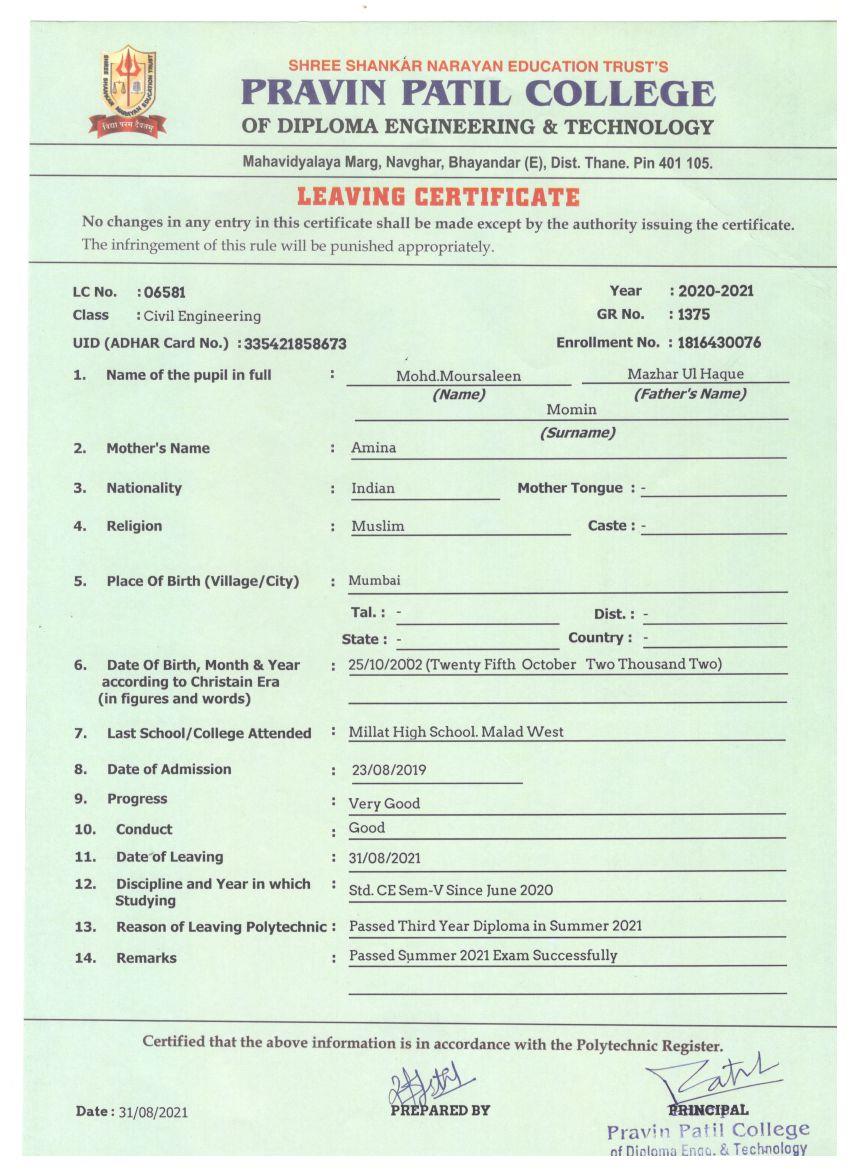 SHREE SHANKAR NARAYAN EDUCATION TRUST
विद्या परम दैवतम्
SHREE SHANKAR NARAYAN EDUCATION TRUST'S
PRAVIN PATIL COLLEGE
OF DIPLOMA ENGINEERING & TECHNOLOGY
Mahavidyalaya Marg, Navghar, Bhayandar (E), Dist. Thane. Pin 401 105.
LEAVING CERTIFICATE
No changes in any entry in this certificate shall be made except by the authority issuing the certificate.
The infringement of this rule will be punished appropriately.
LC No. : 06581 Year : 2020-2021
Class : Civil Engineering GR No. : 1375
UID (ADHAR Card No.) : 335421858673 Enrollment No. : 1816430076
1. Name of the pupil in full : Mohd.Moursaleen Mazhar Ul Haque
(Name) (Father's Name)
Momin
(Surname)
2. Mother's Name : Amina
3. Nationality : Indian Mother Tongue : -
4. Religion : Muslim Caste : -
5. Place Of Birth (Village/City) : Mumbai
Tal. : - Dist. : -
State : - Country : -
6. Date Of Birth, Month & Year : 25/10/2002 (Twenty Fifth October Two Thousand Two)
according to Christain Era
(in figures and words)
7. Last School/College Attended : Millat High School. Malad West
8. Date of Admission : 23/08/2019
9. Progress : Very Good
10. Conduct : Good
11. Date of Leaving : 31/08/2021
12. Discipline and Year in which : Std. CE Sem-V Since June 2020
Studying
13. Reason of Leaving Polytechnic : Passed Third Year Diploma in Summer 2021
14. Remarks : Passed Summer 2021 Exam Successfully
Certified that the above information is in accordance with the Polytechnic Register.
Date : 31/08/2021 PREPARED BY PRINCIPAL
Pravin Patil College
of Diploma Engg. & Technology